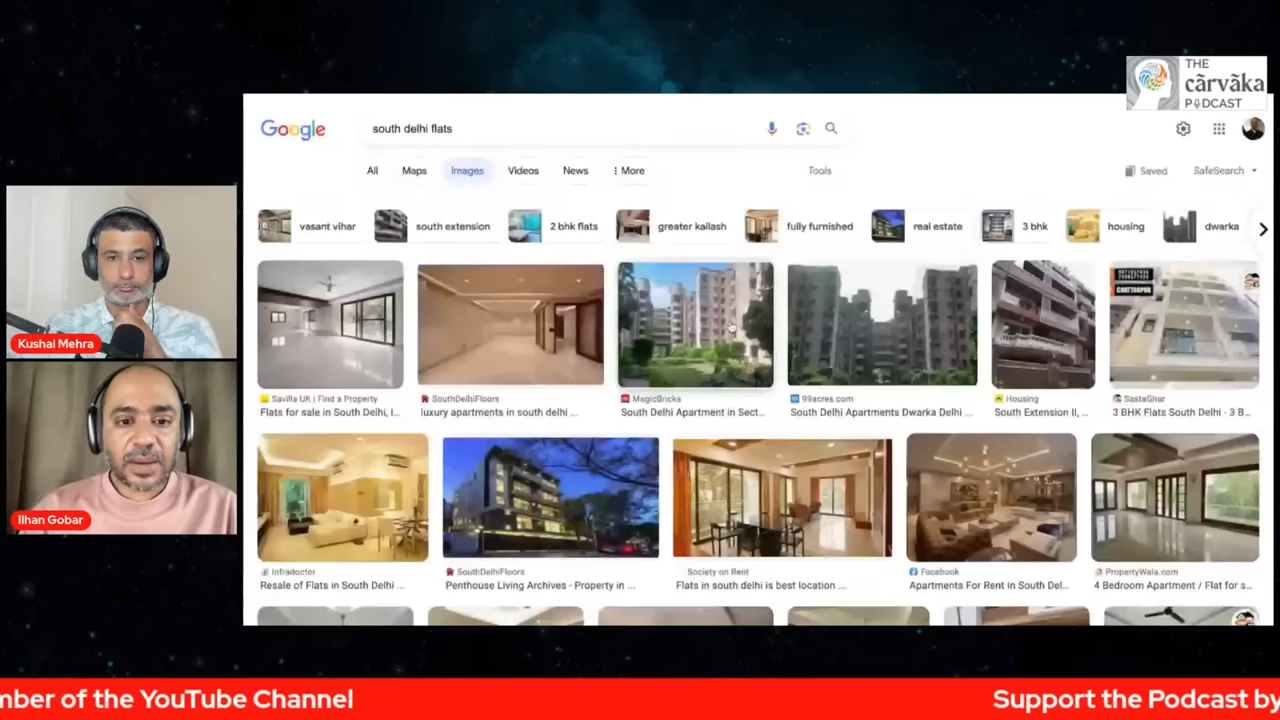 THE
cārvāka
PODCAST
Google
south delhi flats
All Maps Images Videos News More Tools Saved SafeSearch
vasant vihar south extension 2 bhk flats greater kallash fully furnished real estate 3 bhk housing dwarka
Savills UK | Find a Property
Flats for sale in South Delhi, I...
SouthDelhiFloors
luxury apartments in south delhi ...
MagicBricks
South Delhi Apartment in Sect...
99acres.com
South Delhi Apartments Dwarka Delhi ...
Housing
South Extension II, ...
SastaGhar
3 BHK Flats South Delhi - 3 B...
Infradoctor
Resale of Flats in South Delhi ...
SouthDelhiFloors
Penthouse Living Archives - Property in ...
Society on Rent
Flats in south delhi is best location ...
Facebook
Apartments For Rent in South Del...
PropertyWala.com
4 Bedroom Apartment / Flat for s...
Kushal Mehra
Ilhan Gobar
mber of the YouTube Channel
Support the Podcast by